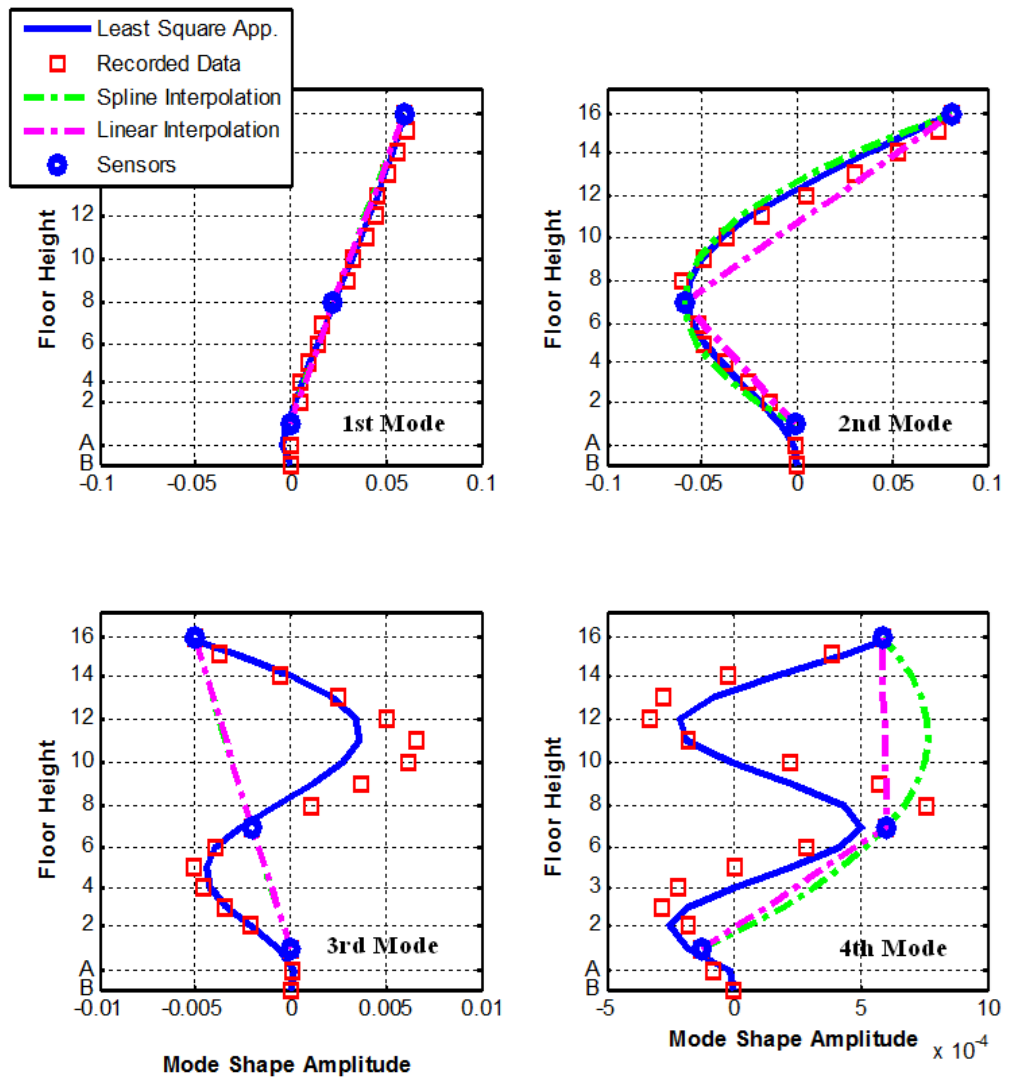 Least Square App.
Recorded Data
Spline Interpolation
Linear Interpolation
Sensors
Floor Height
12
10
8
6
4
2
A
B
-0.1
-0.05
0
0.05
0.1
1st Mode
Floor Height
16
14
12
10
8
6
4
2
A
B
-0.1
-0.05
0
0.05
0.1
2nd Mode
Floor Height
16
14
12
10
8
6
4
2
A
B
-0.01
-0.005
0
0.005
0.01
3rd Mode
Mode Shape Amplitude
Floor Height
16
14
12
10
8
6
3
2
A
B
-5
0
5
10
4th Mode
Mode Shape Amplitude
x 10-4